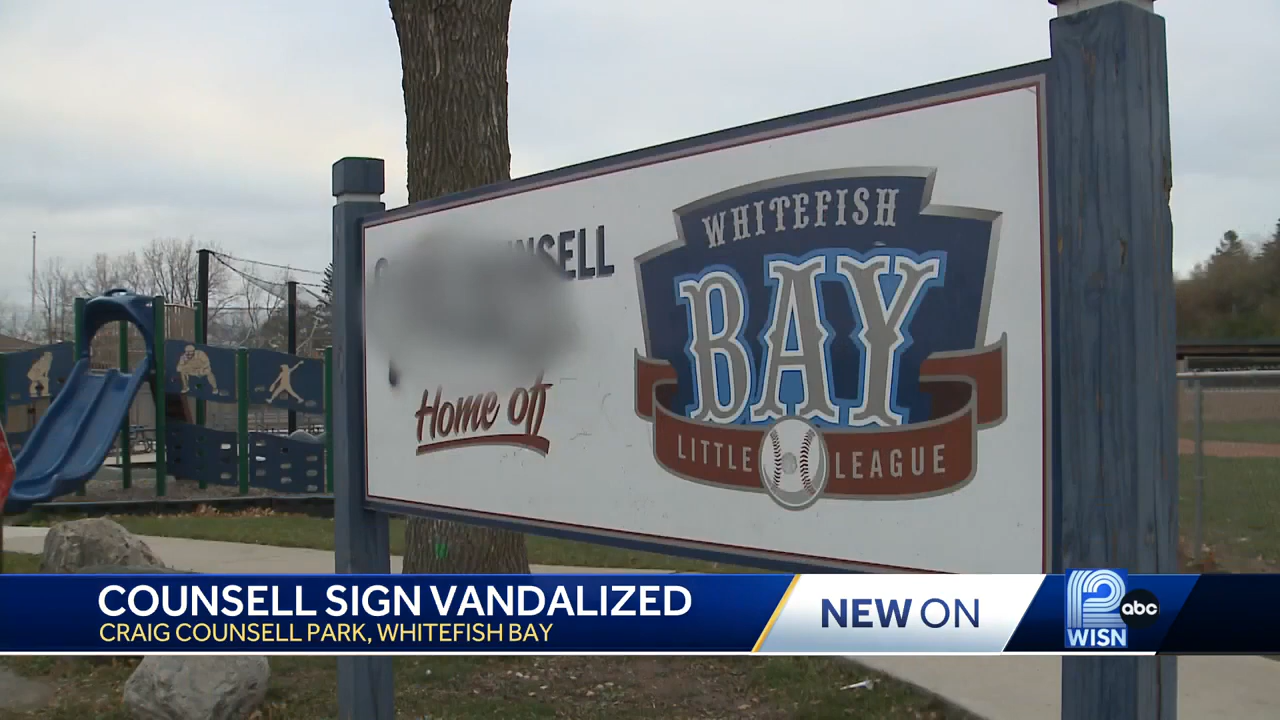 WHITEFISH
BAY
LITTLE LEAGUE
Home of
COUNSELL SIGN VANDALIZED
CRAIG COUNSELL PARK, WHITEFISH BAY
NEW ON
12
abc
WISN